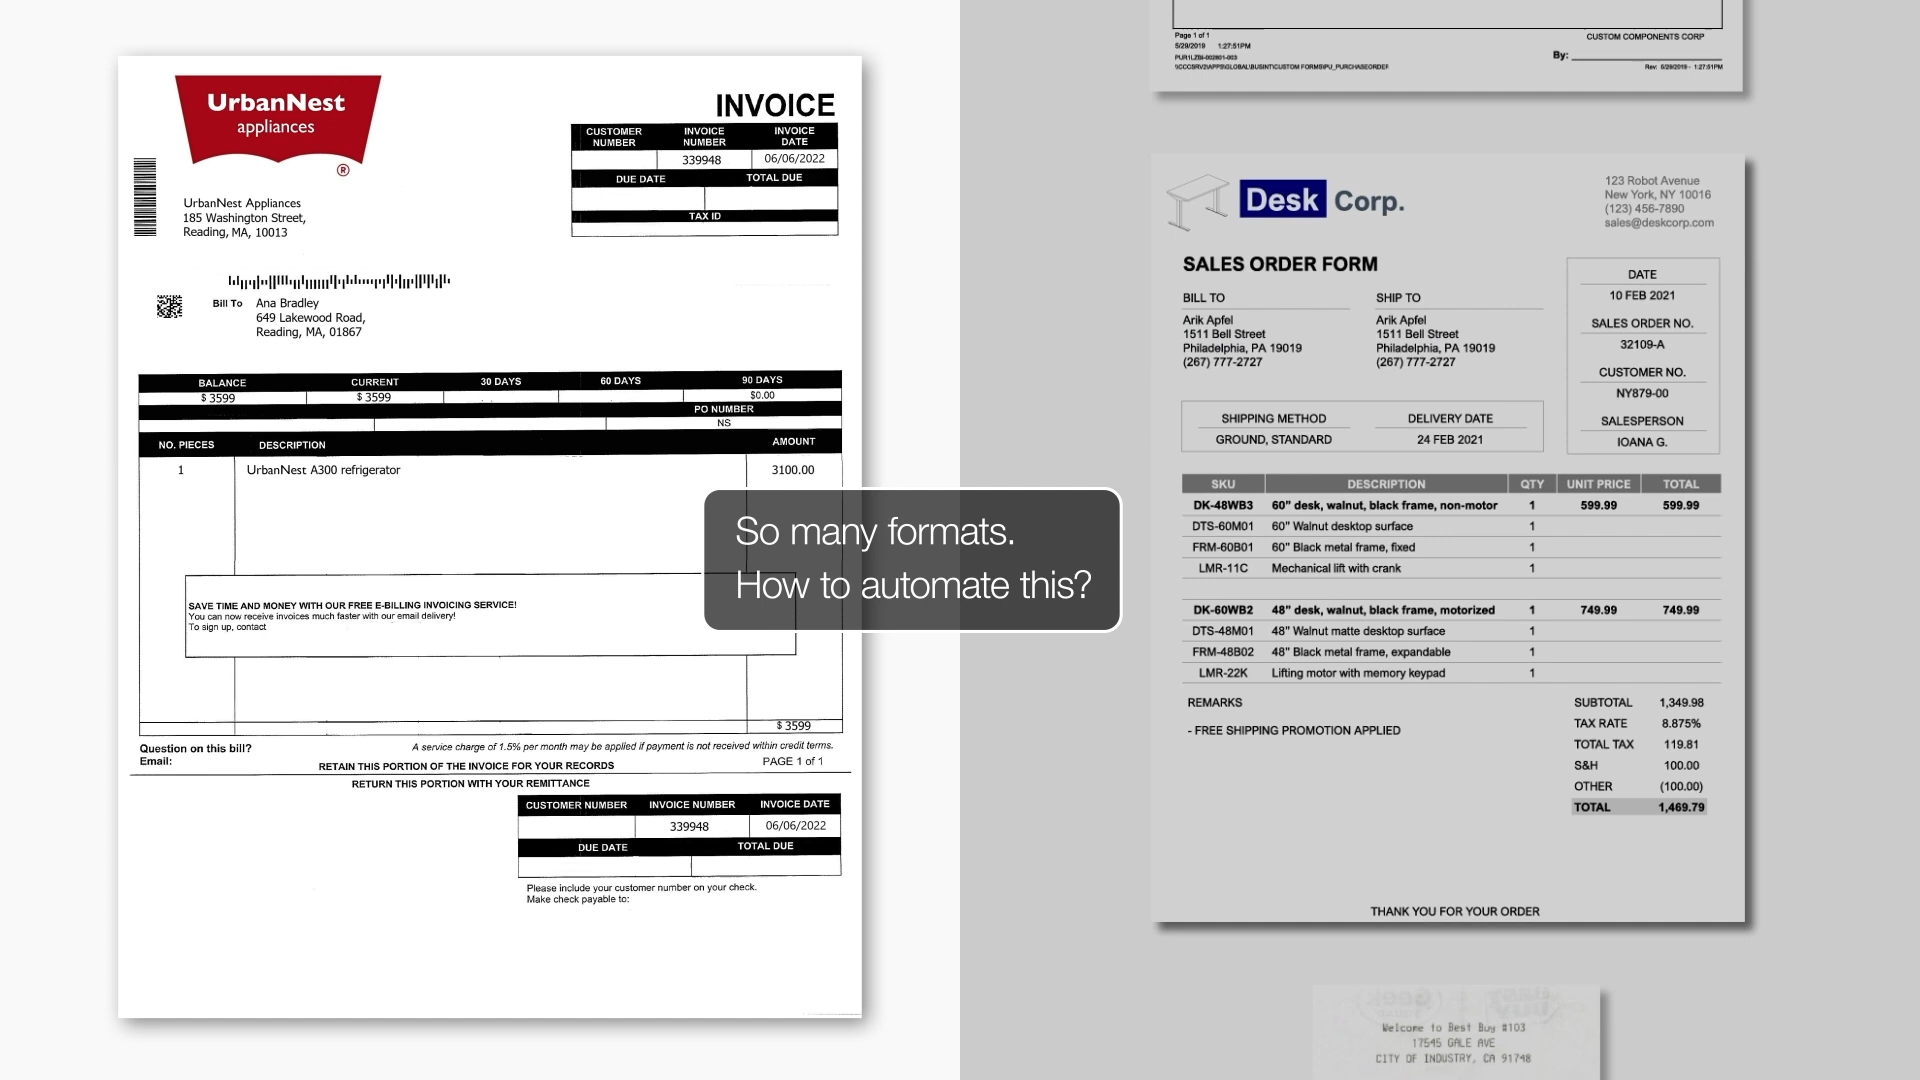 UrbanNest
appliances
®
INVOICE
CUSTOMER NUMBER INVOICE NUMBER INVOICE DATE
339948 06/06/2022
DUE DATE TOTAL DUE
TAX ID
UrbanNest Appliances
185 Washington Street,
Reading, MA, 10013
Bill To Ana Bradley
649 Lakewood Road,
Reading, MA, 01867
BALANCE CURRENT 30 DAYS 60 DAYS 90 DAYS
$ 3599 $ 3599 $0.00
PO NUMBER
NS
NO. PIECES DESCRIPTION AMOUNT
1 UrbanNest A300 refrigerator 3100.00
SAVE TIME AND MONEY WITH OUR FREE E-BILLING INVOICING SERVICE!
You can now receive invoices much faster with our email delivery!
To sign up, contact
$ 3599
Question on this bill? A service charge of 1.5% per month may be applied if payment is not received within credit terms.
Email: RETAIN THIS PORTION OF THE INVOICE FOR YOUR RECORDS PAGE 1 of 1
RETURN THIS PORTION WITH YOUR REMITTANCE
CUSTOMER NUMBER INVOICE NUMBER INVOICE DATE
339948 06/06/2022
DUE DATE TOTAL DUE
Please include your customer number on your check.
Make check payable to:
So many formats.
How to automate this?
Page 1 of 1 CUSTOM COMPONENTS CORP
5/29/2019 1:27:51PM
By:
Rev: 5/29/2019 - 1:27:51PM
Desk Corp.
123 Robot Avenue
New York, NY 10016
(123) 456-7890
sales@deskcorp.com
SALES ORDER FORM
BILL TO SHIP TO
Arik Apfel Arik Apfel
1511 Bell Street 1511 Bell Street
Philadelphia, PA 19019 Philadelphia, PA 19019
(267) 777-2727 (267) 777-2727
DATE
10 FEB 2021
SALES ORDER NO.
32109-A
CUSTOMER NO.
NY879-00
SALESPERSON
IOANA G.
SHIPPING METHOD DELIVERY DATE
GROUND, STANDARD 24 FEB 2021
SKU DESCRIPTION QTY UNIT PRICE TOTAL
DK-48WB3 60” desk, walnut, black frame, non-motor 1 599.99 599.99
DTS-60M01 60” Walnut desktop surface 1
FRM-60B01 60” Black metal frame, fixed 1
LMR-11C Mechanical lift with crank 1
DK-60WB2 48” desk, walnut, black frame, motorized 1 749.99 749.99
DTS-48M01 48” Walnut matte desktop surface 1
FRM-48B02 48” Black metal frame, expandable 1
LMR-22K Lifting motor with memory keypad 1
REMARKS
- FREE SHIPPING PROMOTION APPLIED
SUBTOTAL 1,349.98
TAX RATE 8.875%
TOTAL TAX 119.81
S&H 100.00
OTHER (100.00)
TOTAL 1,469.79
THANK YOU FOR YOUR ORDER
Welcome to Best Buy #103
17545 GALE AVE
CITY OF INDUSTRY, CA 91748